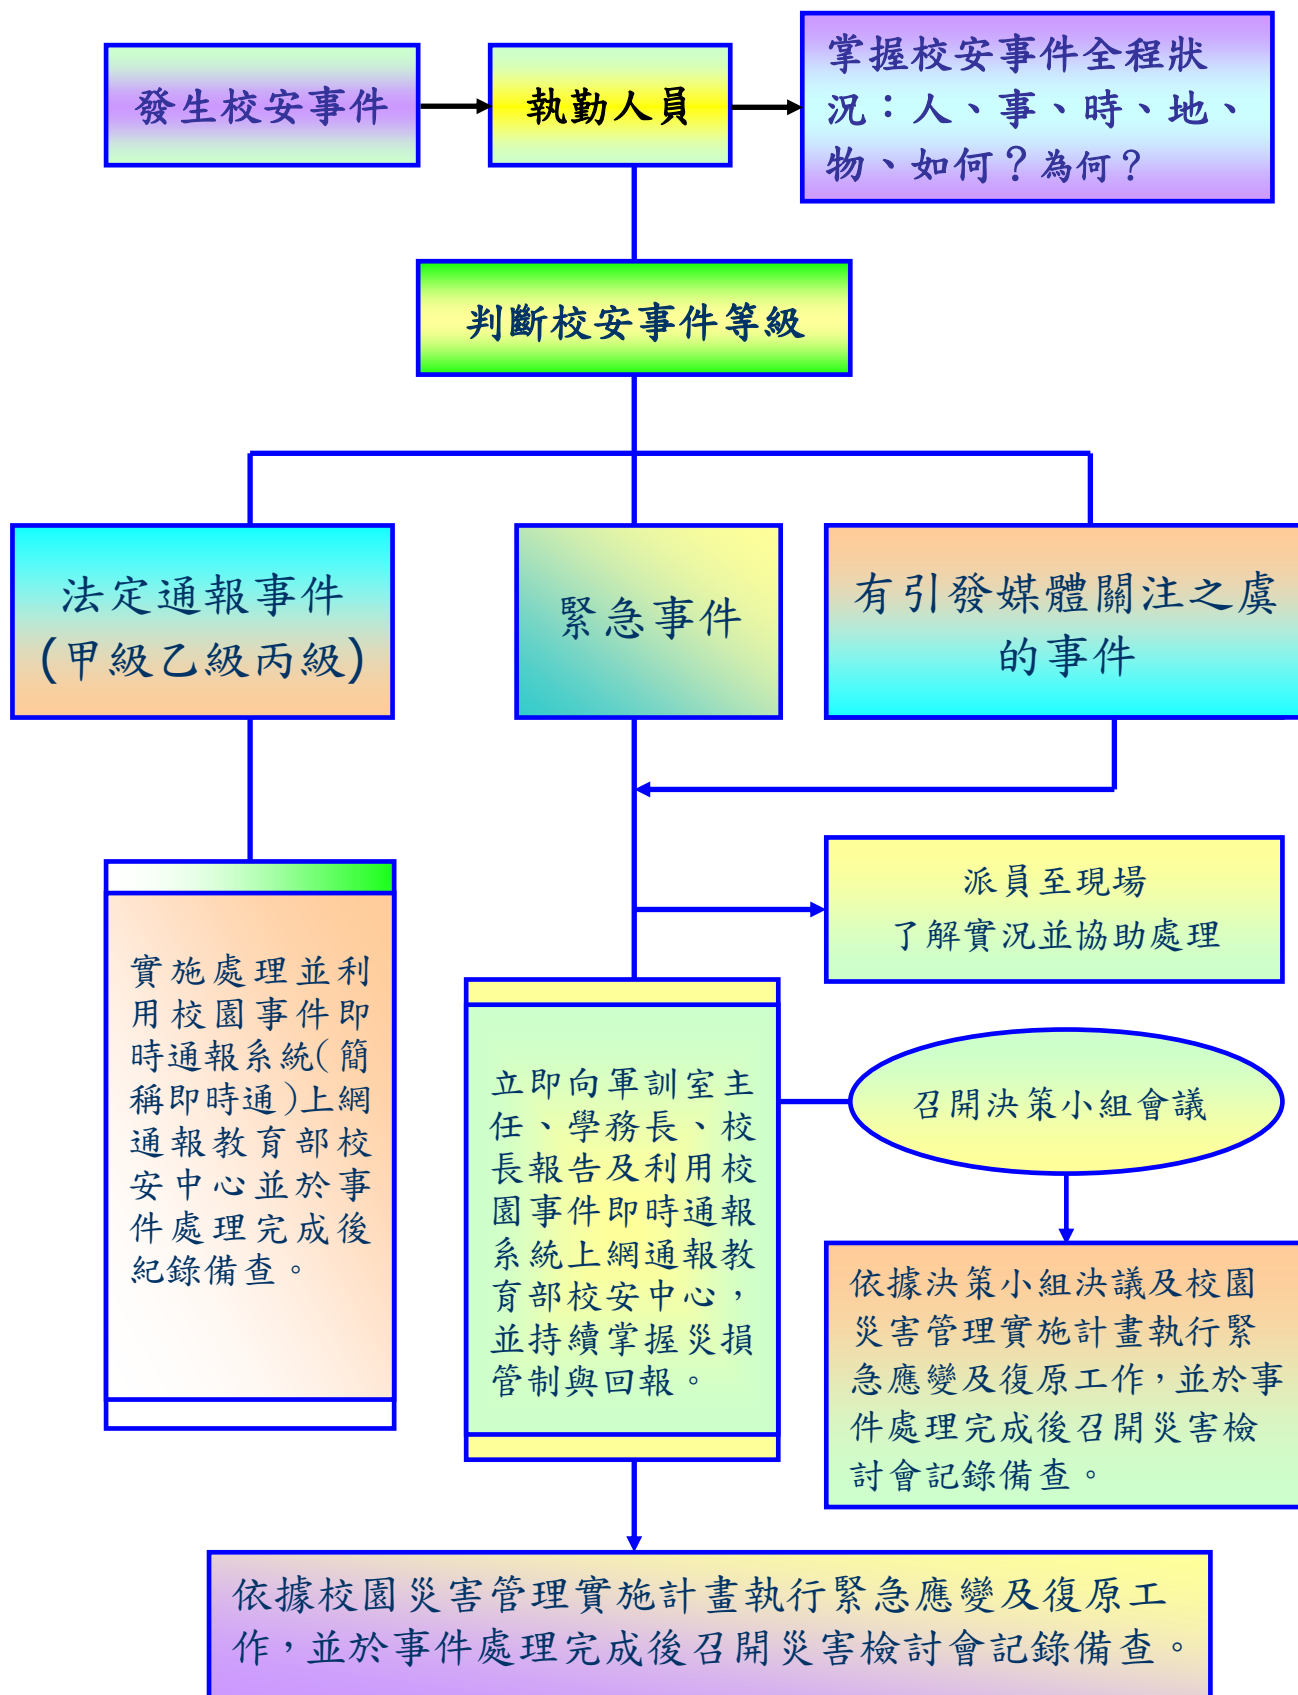 發生校安事件
執勤人員
掌握校安事件全程狀
況：人、事、時、地、
物、如何？為何？
判斷校安事件等級
法定通報事件
(甲級乙級丙級)
緊急事件
有引發媒體關注之虞
的事件
派員至現場
了解實況並協助處理
實施處理並利
用校園事件即
時通報系統(簡
稱即時通)上網
通報教育部校
安中心並於事
件處理完成後
紀錄備查。
立即向軍訓室主
任、學務長、校
長報告及利用校
園事件即時通報
系統上網通報教
育部校安中心，
並持續掌握災損
管制與回報。
召開決策小組會議
依據決策小組決議及校園
災害管理實施計畫執行緊
急應變及復原工作，並於事
件處理完成後召開災害檢
討會記錄備查。
依據校園災害管理實施計畫執行緊急應變及復原工
作，並於事件處理完成後召開災害檢討會記錄備查。